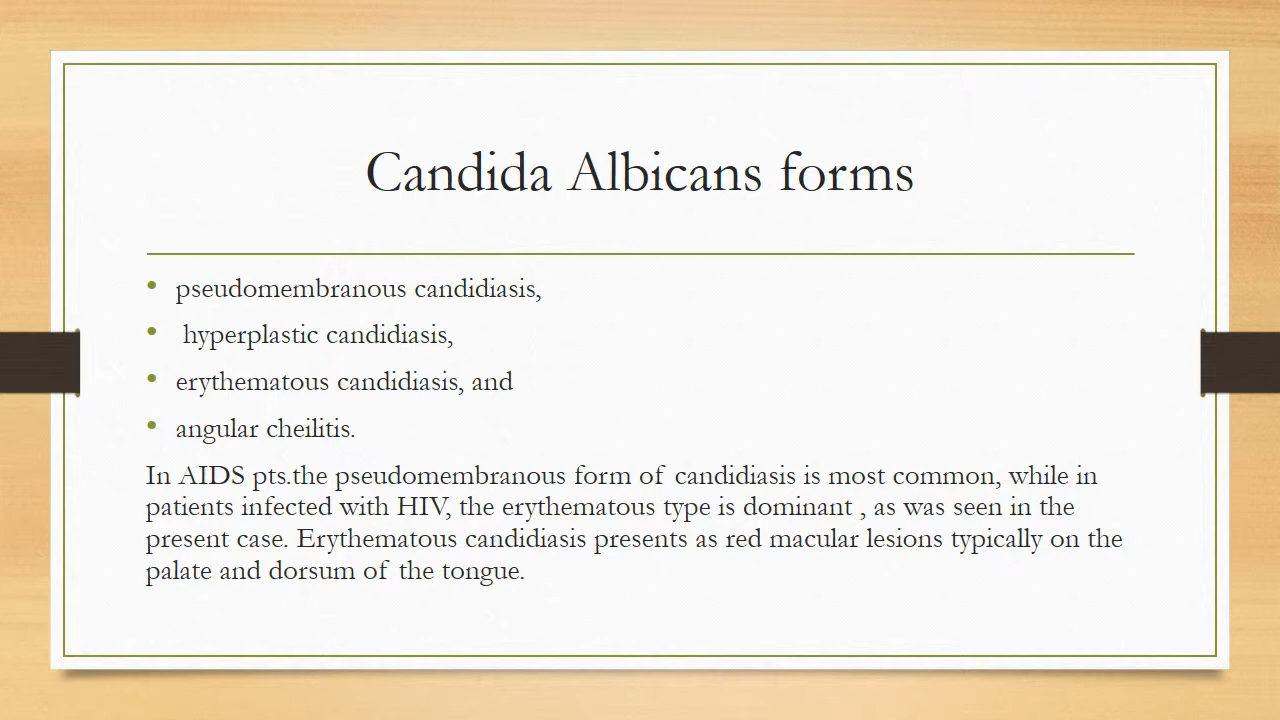 Candida Albicans forms
• pseudomembranous candidiasis,
• hyperplastic candidiasis,
• erythematous candidiasis, and
• angular cheilitis.
In AIDS pts.the pseudomembranous form of candidiasis is most common, while in
patients infected with HIV, the erythematous type is dominant , as was seen in the
present case. Erythematous candidiasis presents as red macular lesions typically on the
palate and dorsum of the tongue.